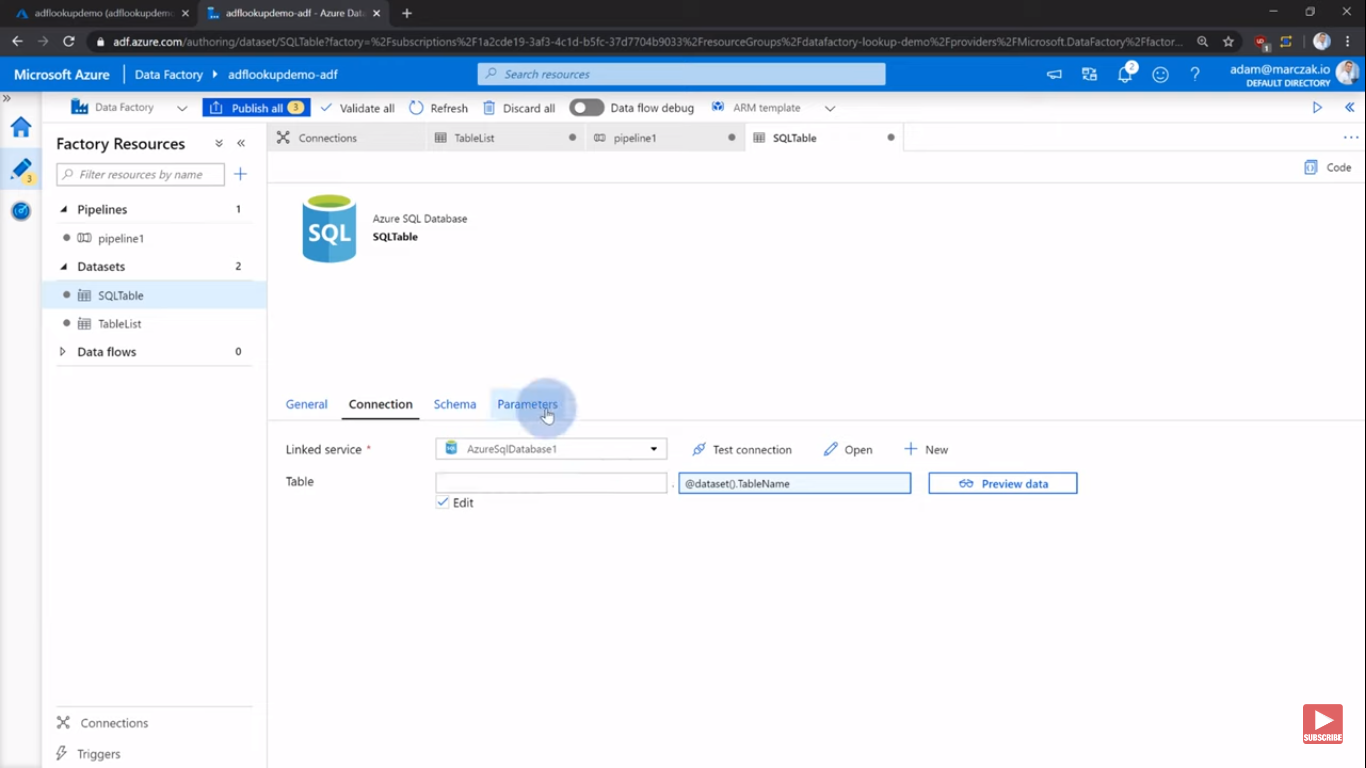 adflookupdemo (adflookupdemo
adflookupdemo-adf - Azure Data
adf.azure.com/authoring/dataset/SQLTable?factory=%2Fsubscriptions%2F1a2cde19-3af3-4c1d-b5fc-37d7704b9033%2FresourceGroups%2Fdatafactory-lookup-demo%2Fproviders%2FMicrosoft.DataFactory%2Ffactor...
Microsoft Azure
Data Factory
adflookupdemo-adf
Search resources
2
?
adam@marczak.io
DEFAULT DIRECTORY
Data Factory
Publish all 3
Validate all
Refresh
Discard all
Data flow debug
ARM template
3
Factory Resources
Filter resources by name
Pipelines 1
pipeline1
Datasets 2
SQLTable
TableList
Data flows 0
Connections
Triggers
Connections
TableList
pipeline1
SQLTable
Code
SQL
Azure SQL Database
SQLTable
General
Connection
Schema
Parameters
Linked service *
AzureSqlDatabase1
Test connection
Open
New
Table
. @dataset().TableName
Preview data
Edit
SUBSCRIBE